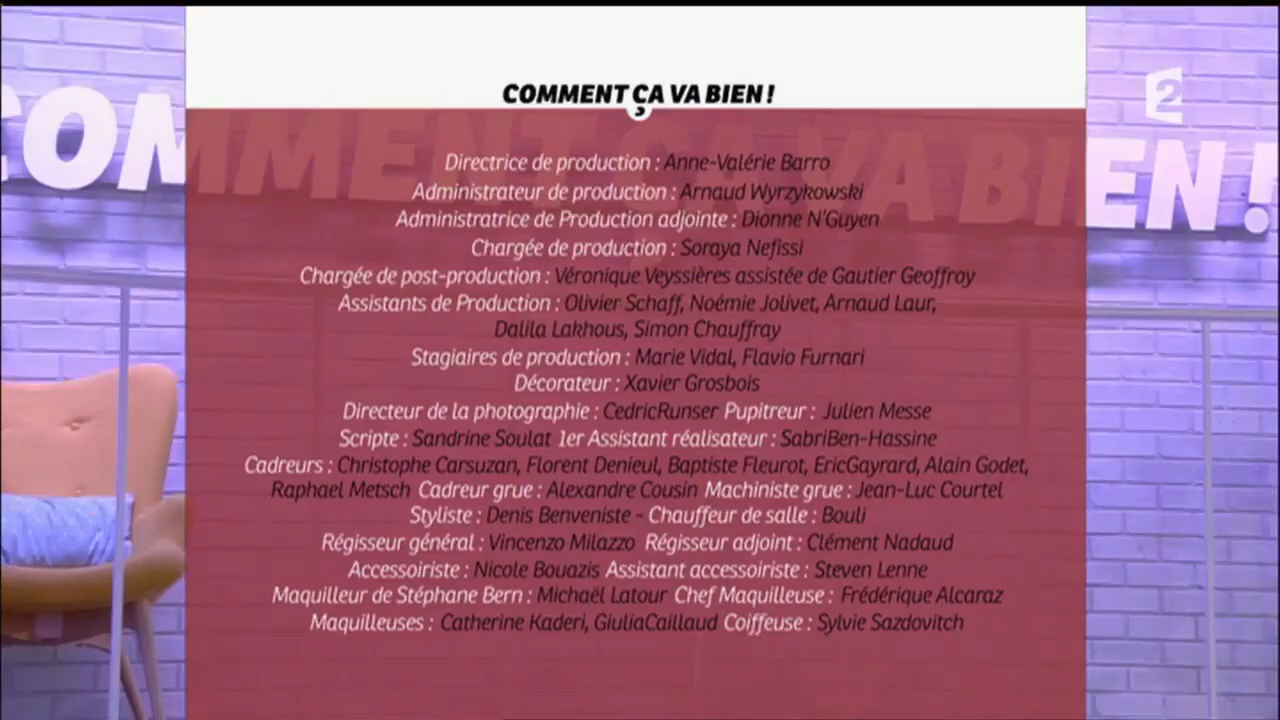 COMMENT ÇA VA BIEN !
2
COMMENT ÇA VA BIEN !
Directrice de production : Anne-Valérie Barro
Administrateur de production : Arnaud Wyrzykowski
Administratrice de Production adjointe : Dionne N'Guyen
Chargée de production : Soraya Nefissi
Chargée de post-production : Véronique Veyssières assistée de Gautier Geoffroy
Assistants de Production : Olivier Schaff, Noémie Jolivet, Arnaud Laur,
Dalila Lakhous, Simon Chauffray
Stagiaires de production : Marie Vidal, Flavio Furnari
Décorateur : Xavier Grosbois
Directeur de la photographie : CedricRunser Pupitreur : Julien Messe
Scripte : Sandrine Soulat 1er Assistant réalisateur : SabriBen-Hassine
Cadreurs : Christophe Carsuzan, Florent Denieul, Baptiste Fleurot, EricGayrard, Alain Godet,
Raphael Metsch Cadreur grue : Alexandre Cousin Machiniste grue : Jean-Luc Courtel
Styliste : Denis Benveniste - Chauffeur de salle : Bouli
Régisseur général : Vincenzo Milazzo Régisseur adjoint : Clément Nadaud
Accessoiriste : Nicole Bouazis Assistant accessoiriste : Steven Lenne
Maquilleur de Stéphane Bern : Michaël Latour Chef Maquilleuse : Frédérique Alcaraz
Maquilleuses : Catherine Kaderi, GiuliaCaillaud Coiffeuse : Sylvie Sazdovitch